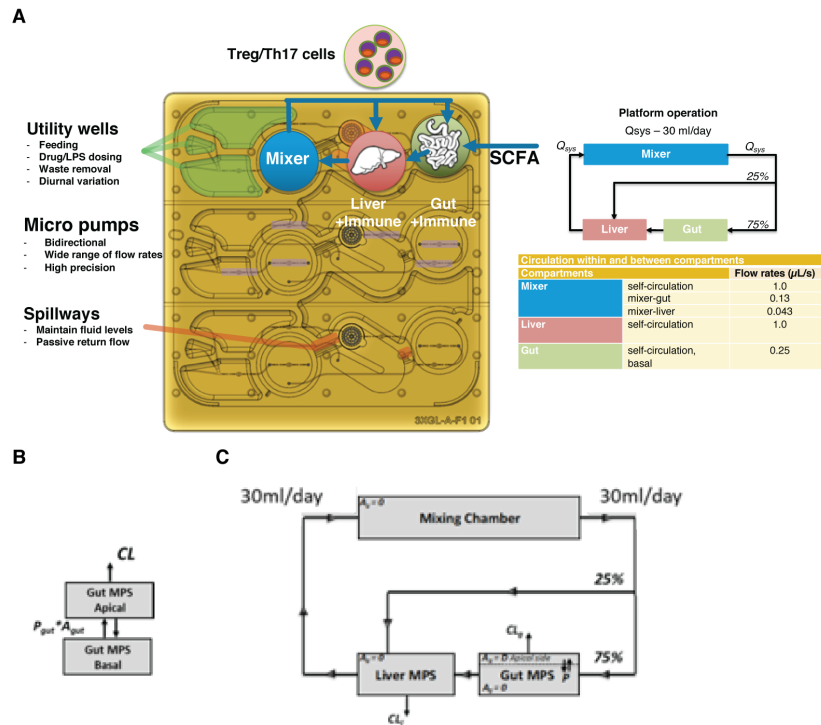 A
Treg/Th17 cells
Utility wells
- Feeding
- Drug/LPS dosing
- Waste removal
- Diurnal variation
Mixer
SCFA
Liver
+Immune
Gut
+Immune
Micro pumps
- Bidirectional
- Wide range of flow rates
- High precision
Spillways
- Maintain fluid levels
- Passive return flow
3XGL-A-F1 01
Platform operation
Qsys – 30 ml/day
Qsys
Mixer
Qsys
25%
Liver
Gut
75%
Circulation within and between compartments
Compartments Flow rates (µL/s)
Mixer self-circulation 1.0
mixer-gut 0.13
mixer-liver 0.043
Liver self-circulation 1.0
Gut self-circulation, 0.25
basal
B
CL
Gut MPS
Apical
Pgut*Agut
Gut MPS
Basal
C
30ml/day
30ml/day
Mixing Chamber
25%
CLg
75%
Apical side
P
Liver MPS
Gut MPS